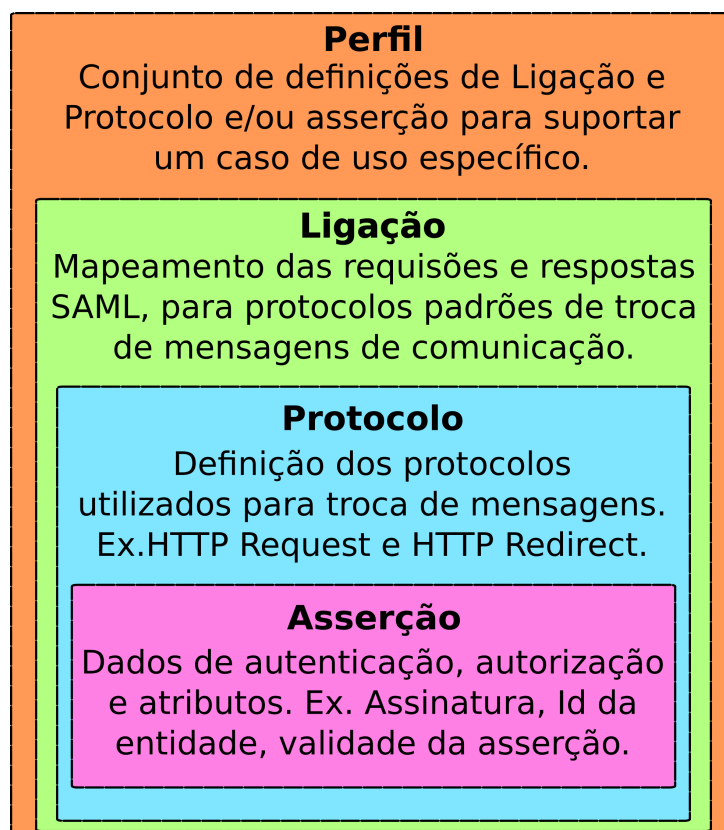 Perfil
Conjunto de definições de Ligação e
Protocolo e/ou asserção para suportar
um caso de uso específico.
Ligação
Mapeamento das requisões e respostas
SAML, para protocolos padrões de troca
de mensagens de comunicação.
Protocolo
Definição dos protocolos
utilizados para troca de mensagens.
Ex.HTTP Request e HTTP Redirect.
Asserção
Dados de autenticação, autorização
e atributos. Ex. Assinatura, Id da
entidade, validade da asserção.